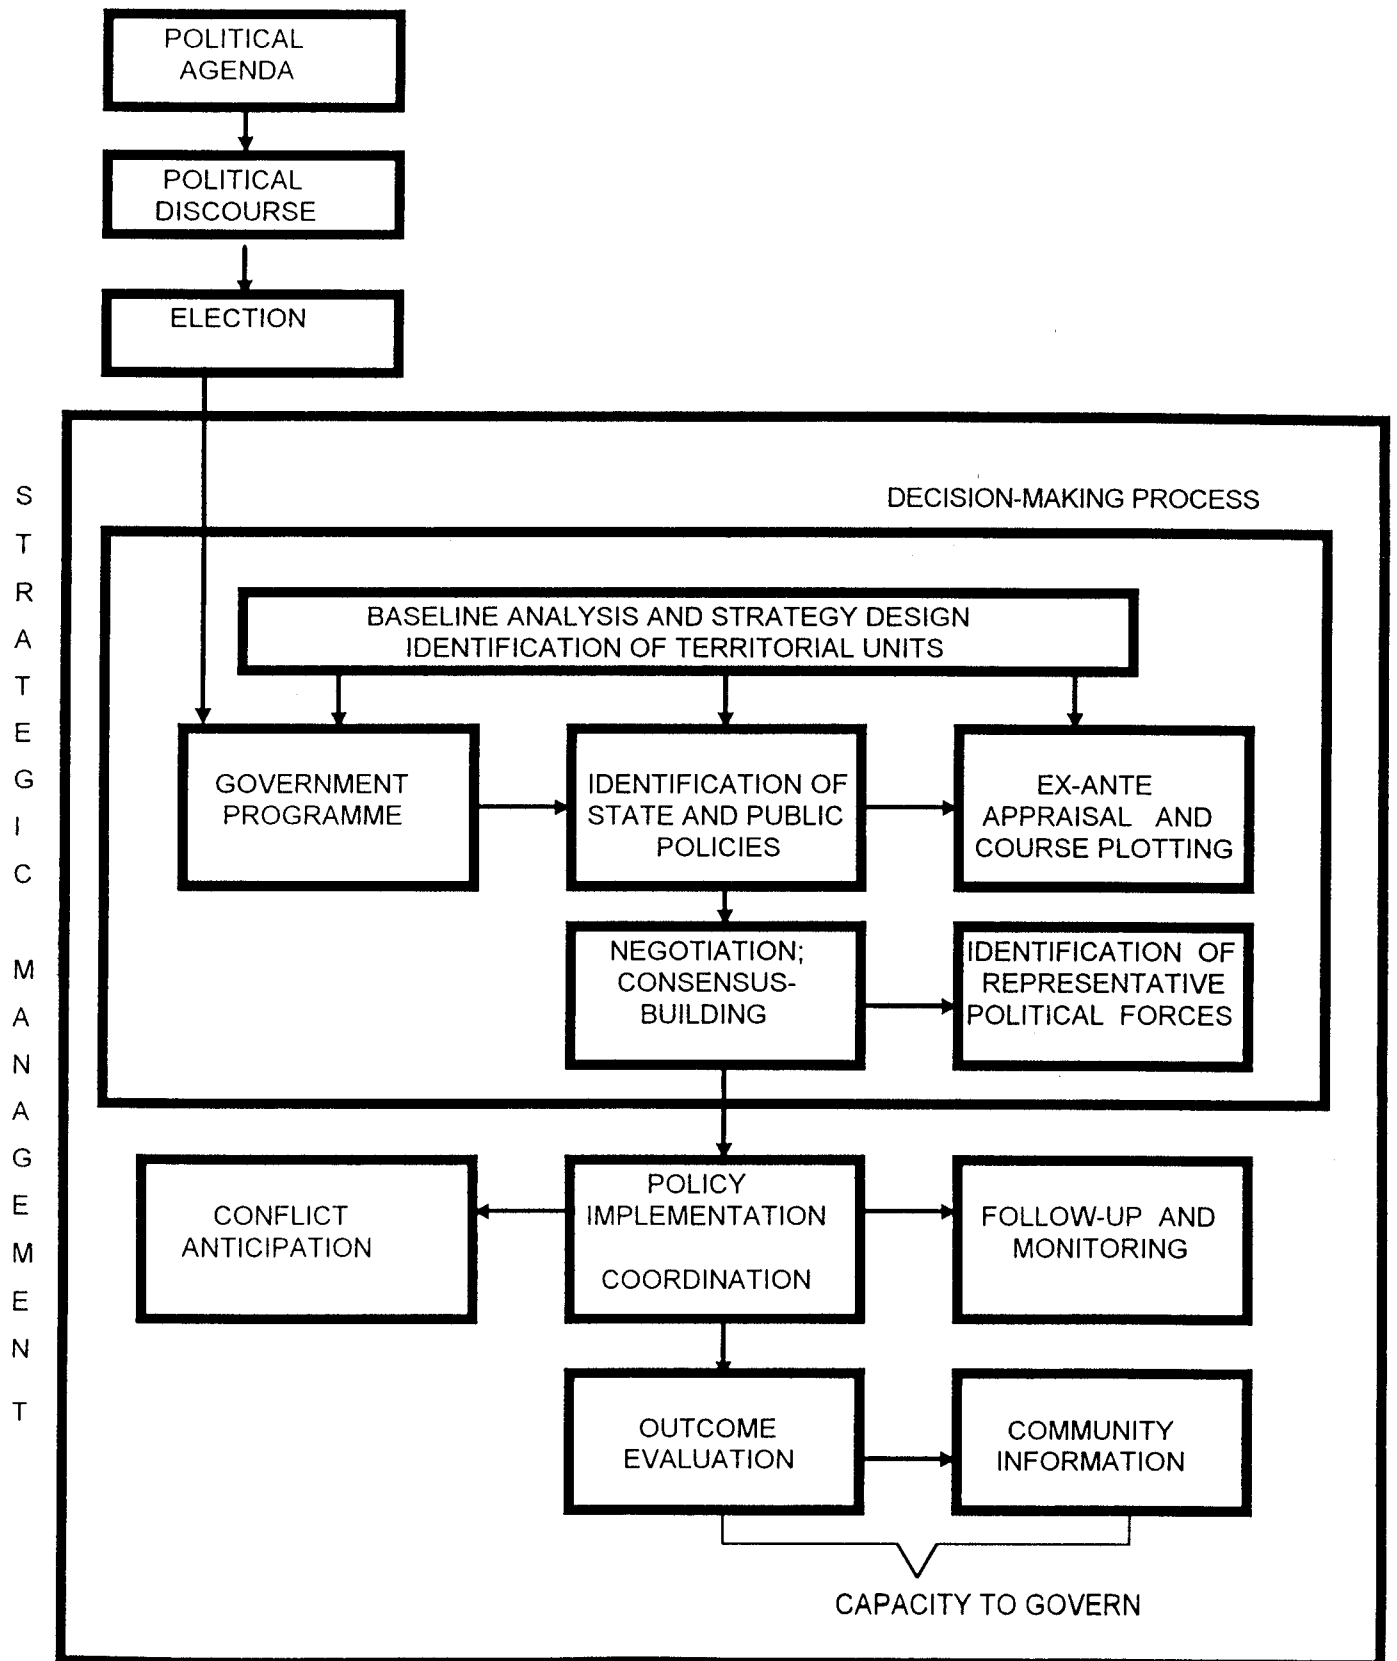 POLITICAL
AGENDA
POLITICAL
DISCOURSE
ELECTION
STRATEGIC MANAGEMENT
DECISION-MAKING PROCESS
BASELINE ANALYSIS AND STRATEGY DESIGN
IDENTIFICATION OF TERRITORIAL UNITS
GOVERNMENT
PROGRAMME
IDENTIFICATION OF
STATE AND PUBLIC
POLICIES
EX-ANTE
APPRAISAL AND
COURSE PLOTTING
NEGOTIATION;
CONSENSUS-
BUILDING
IDENTIFICATION OF
REPRESENTATIVE
POLITICAL FORCES
CONFLICT
ANTICIPATION
POLICY
IMPLEMENTATION
COORDINATION
FOLLOW-UP AND
MONITORING
OUTCOME
EVALUATION
COMMUNITY
INFORMATION
CAPACITY TO GOVERN